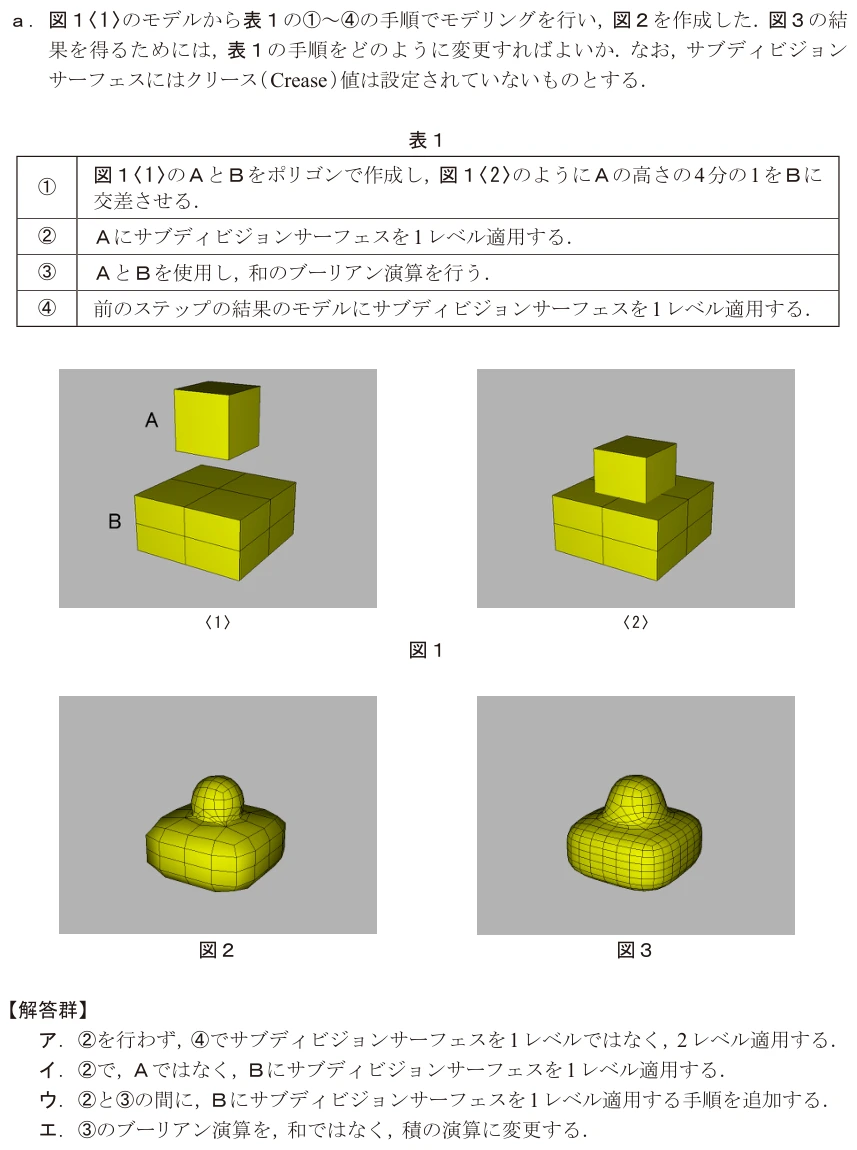 a．図1〈1〉のモデルから表1の①～④の手順でモデリングを行い，図2を作成した．図3の結
果を得るためには，表1の手順をどのように変更すればよいか．なお，サブディビジョン
サーフェスにはクリース（Crease）値は設定されていないものとする．
表1
① 図1〈1〉のAとBをポリゴンで作成し，図1〈2〉のようにAの高さの4分の1をBに
交差させる．
② Aにサブディビジョンサーフェスを1レベル適用する．
③ AとBを使用し，和のブーリアン演算を行う．
④ 前のステップの結果のモデルにサブディビジョンサーフェスを1レベル適用する．
A
B
〈1〉 〈2〉
図1
図2 図3
【解答群】
ア．②を行わず，④でサブディビジョンサーフェスを1レベルではなく，2レベル適用する．
イ．②で，Aではなく，Bにサブディビジョンサーフェスを1レベル適用する．
ウ．②と③の間に，Bにサブディビジョンサーフェスを1レベル適用する手順を追加する．
エ．③のブーリアン演算を，和ではなく，積の演算に変更する．